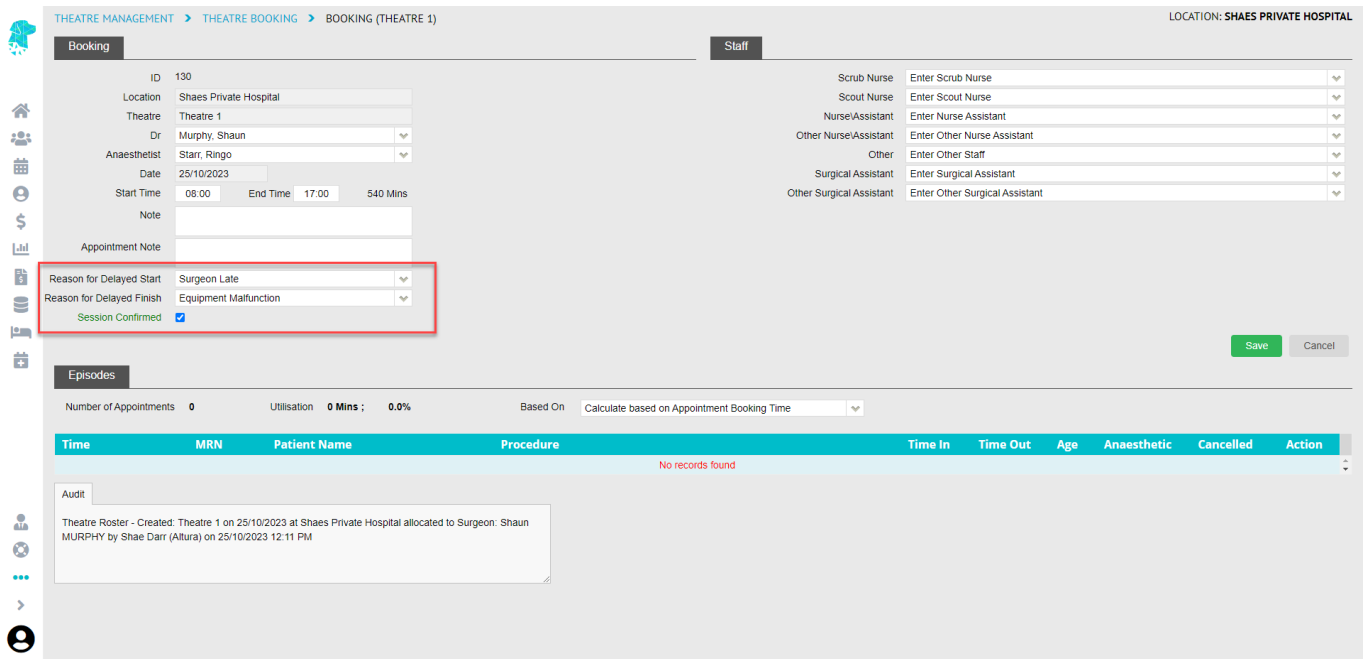 THEATRE MANAGEMENT > THEATRE BOOKING > BOOKING (THEATRE 1)
LOCATION: SHAES PRIVATE HOSPITAL
Booking
ID 130
Location Shaes Private Hospital
Theatre Theatre 1
Dr Murphy, Shaun
Anaesthetist Starr, Ringo
Date 25/10/2023
Start Time 08:00 End Time 17:00 540 Mins
Note
Appointment Note
Reason for Delayed Start Surgeon Late
Reason for Delayed Finish Equipment Malfunction
Session Confirmed
Staff
Scrub Nurse Enter Scrub Nurse
Scout Nurse Enter Scout Nurse
Nurse\Assistant Enter Nurse Assistant
Other Nurse\Assistant Enter Other Nurse Assistant
Other Enter Other Staff
Surgical Assistant Enter Surgical Assistant
Other Surgical Assistant Enter Other Surgical Assistant
Save Cancel
Episodes
Number of Appointments 0 Utilisation 0 Mins ; 0.0% Based On Calculate based on Appointment Booking Time
Time MRN Patient Name Procedure Time In Time Out Age Anaesthetic Cancelled Action
No records found
Audit
Theatre Roster - Created: Theatre 1 on 25/10/2023 at Shaes Private Hospital allocated to Surgeon: Shaun
MURPHY by Shae Darr (Altura) on 25/10/2023 12:11 PM